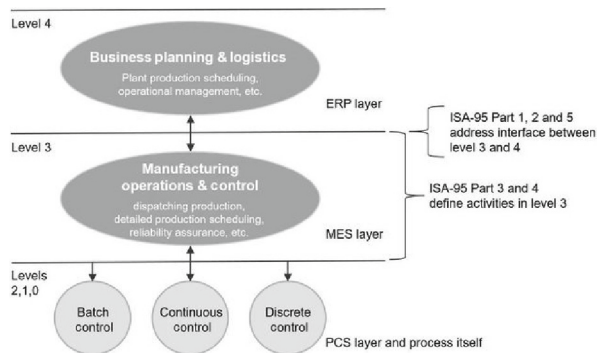 Level 4
Business planning & logistics
Plant production scheduling,
operational management, etc.
ERP layer
ISA-95 Part 1, 2 and 5
address interface between
level 3 and 4
Level 3
Manufacturing
operations & control
dispatching production,
detailed production scheduling,
reliability assurance, etc.
MES layer
ISA-95 Part 3 and 4
define activities in level 3
Levels
2,1,0
Batch
control
Continuous
control
Discrete
control
PCS layer and process itself